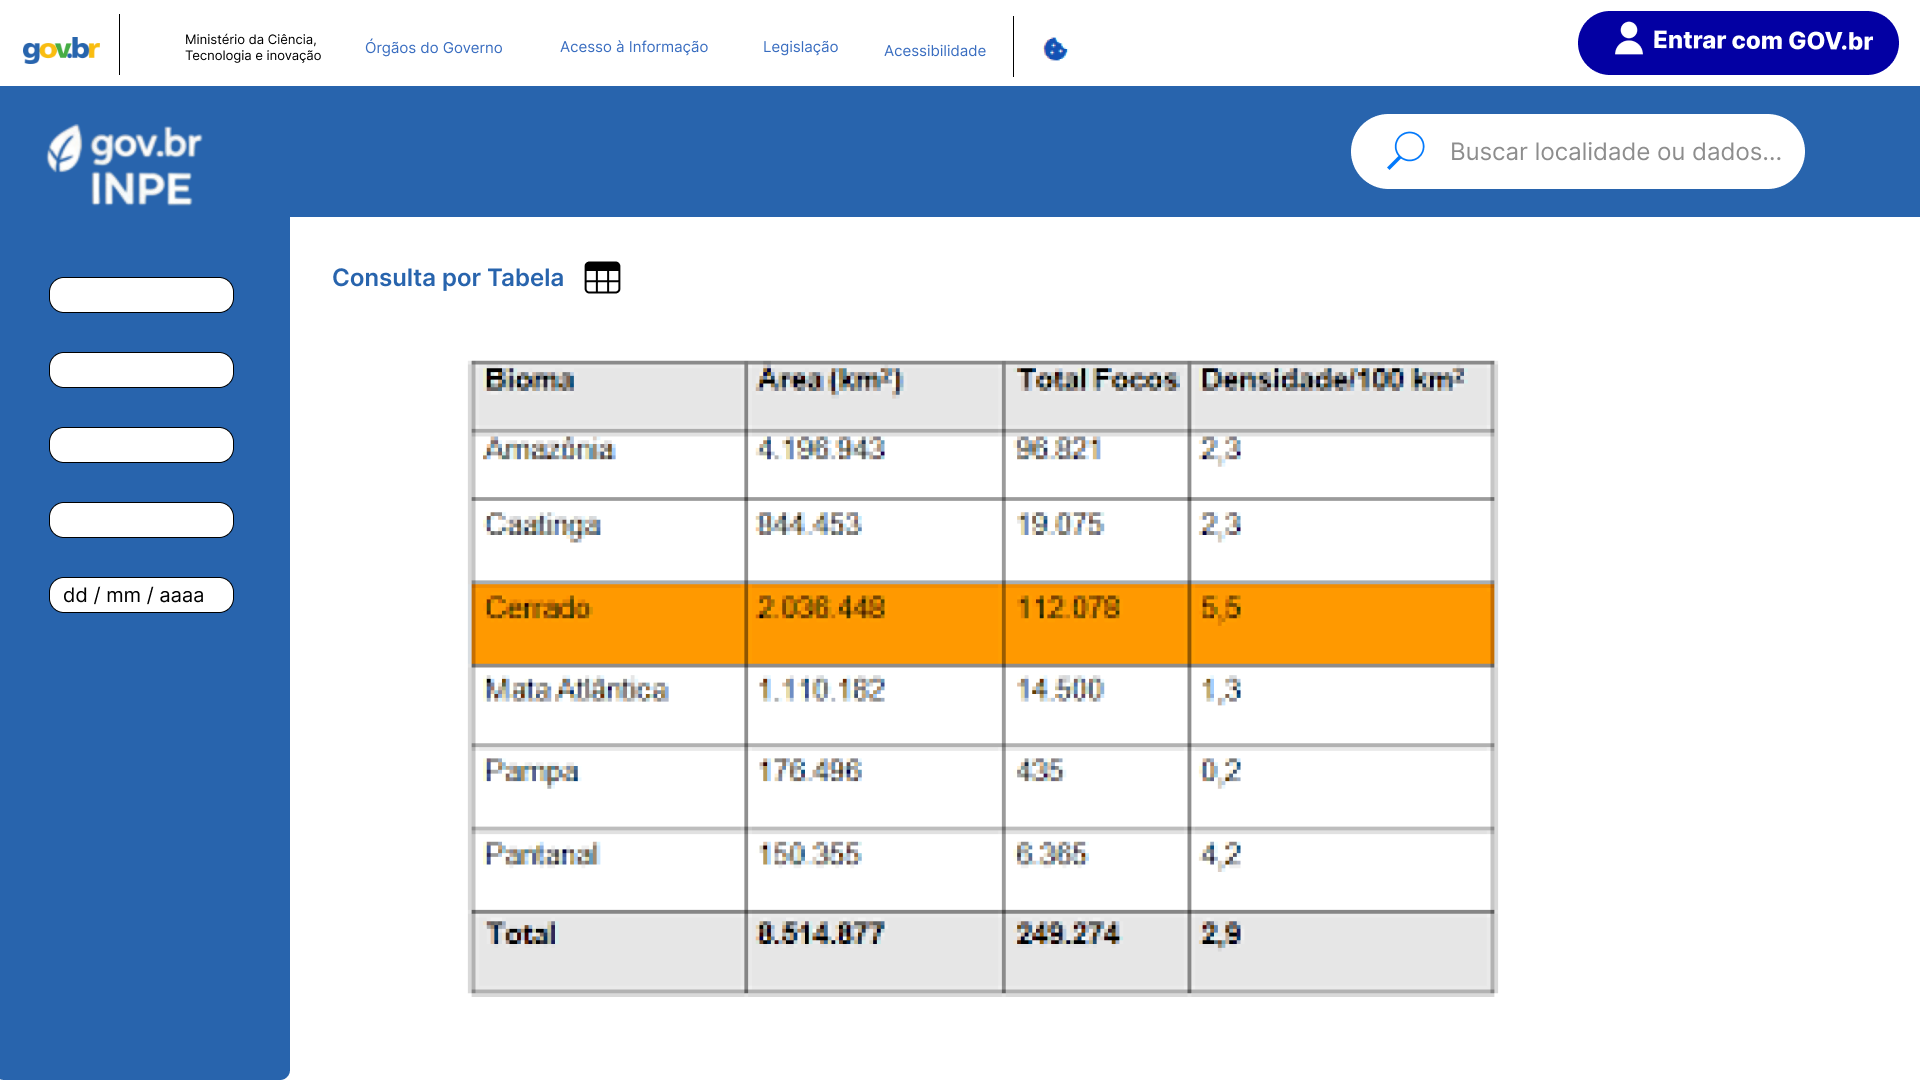 gov.br
Ministério da Ciência,
Tecnologia e inovação
Órgãos do Governo
Acesso à Informação
Legislação
Acessibilidade
Entrar com GOV.br
gov.br
INPE
Buscar localidade ou dados...
dd / mm / aaaa
Consulta por Tabela
Bioma Área (km²) Total Focos Densidade/100 km²
Amazônia 4.196.943 96.821 2,3
Caatinga 844.453 19.075 2,3
Cerrado 2.036.448 112.078 5,5
Mata Atlântica 1.110.182 14.500 1,3
Pampa 176.496 435 0,2
Pantanal 150.355 6.365 4,2
Total 8.514.877 249.274 2,9